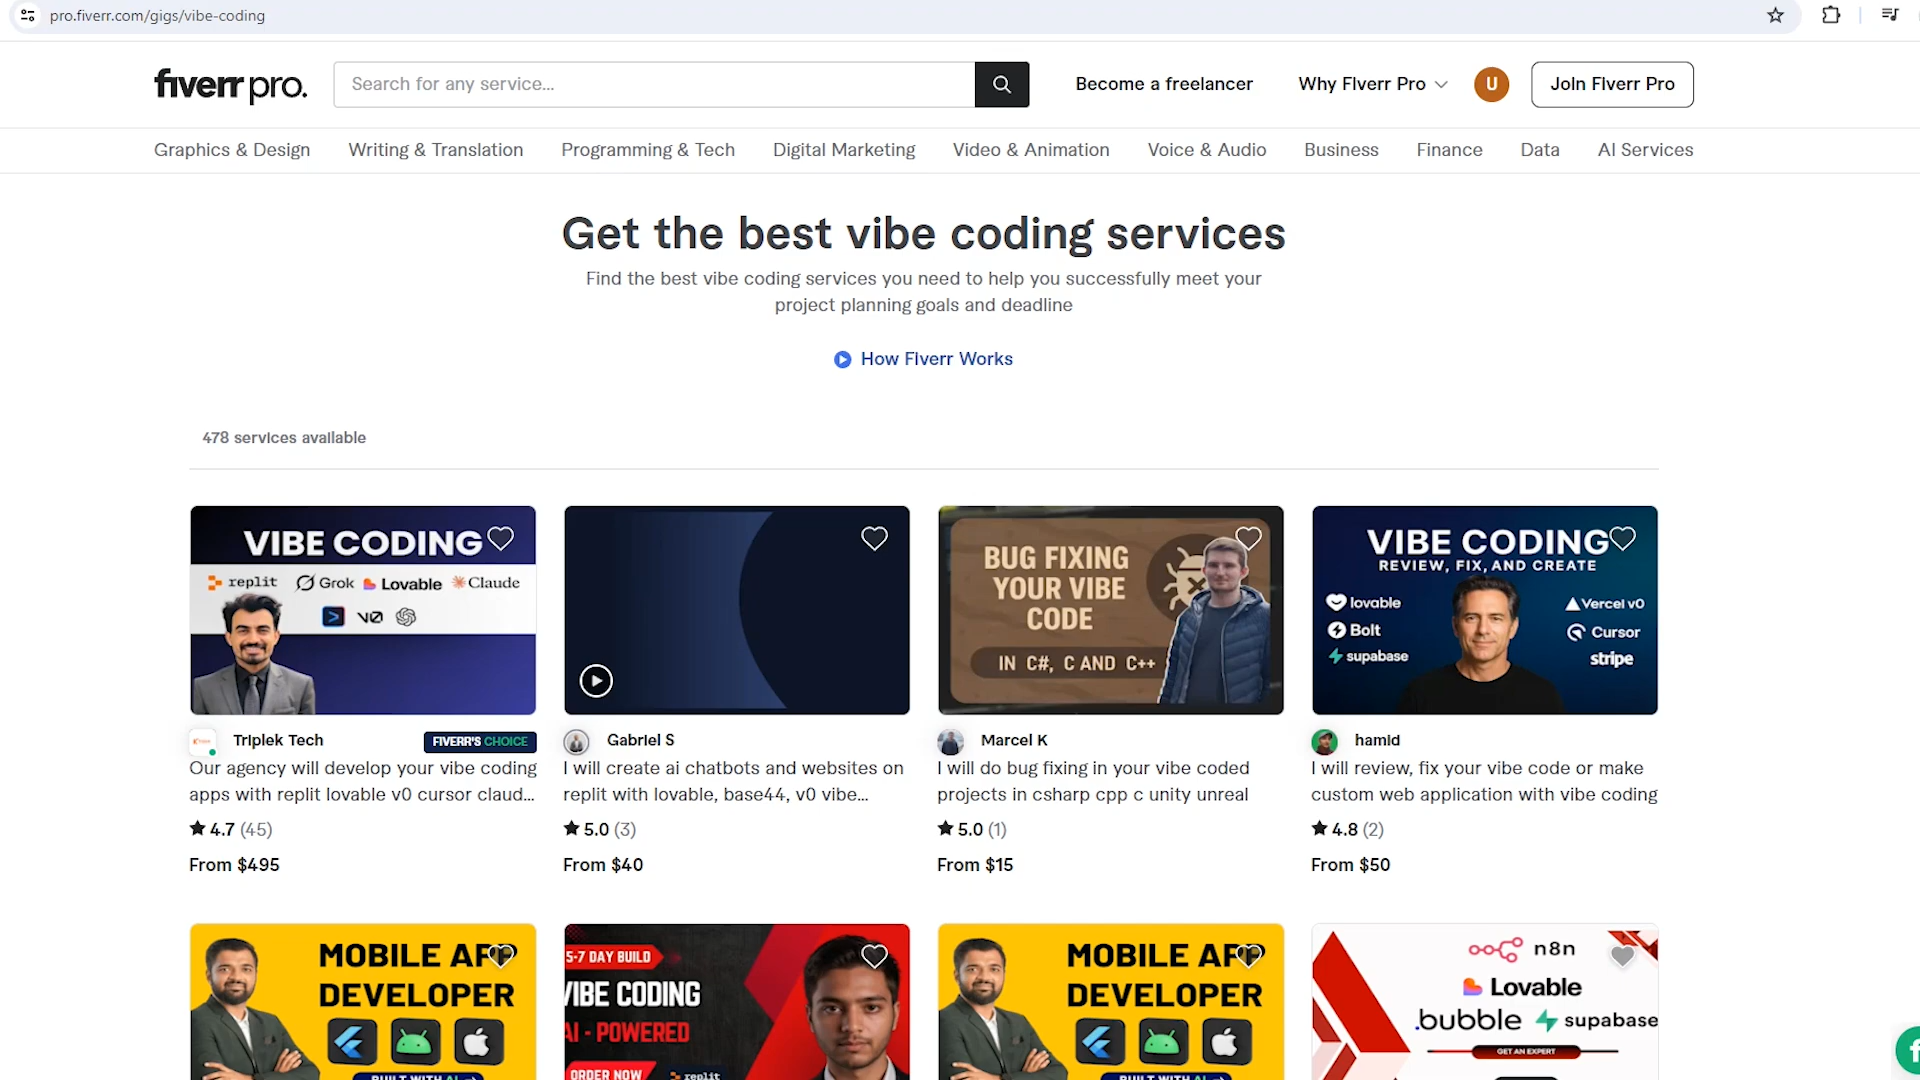 pro.fiverr.com/gigs/vibe-coding
fiverr pro.
Search for any service...
Become a freelancer
Why Fiverr Pro
U
Join Fiverr Pro
Graphics & Design
Writing & Translation
Programming & Tech
Digital Marketing
Video & Animation
Voice & Audio
Business
Finance
Data
AI Services
Get the best vibe coding services
Find the best vibe coding services you need to help you successfully meet your
project planning goals and deadline
How Fiverr Works
478 services available
VIBE CODING
replit Grok Lovable Claude
v0
Triplek Tech
FIVERR'S CHOICE
Our agency will develop your vibe coding
apps with replit lovable v0 cursor claud...
4.7 (45)
From $495
Gabriel S
I will create ai chatbots and websites on
replit with lovable, base44, v0 vibe...
5.0 (3)
From $40
BUG FIXING
YOUR VIBE
CODE
IN C#, C AND C++
Marcel K
I will do bug fixing in your vibe coded
projects in csharp cpp c unity unreal
5.0 (1)
From $15
VIBE CODING
REVIEW, FIX, AND CREATE
lovable
Bolt
supabase
Vercel v0
Cursor
stripe
hamid
I will review, fix your vibe code or make
custom web application with vibe coding
4.8 (2)
From $50
MOBILE APP
DEVELOPER
BUILT WITH AI
5-7 DAY BUILD
VIBE CODING
AI - POWERED
ORDER NOW
replit
MOBILE APP
DEVELOPER
BUILT WITH AI
n8n
Lovable
.bubble supabase
GET AN EXPERT